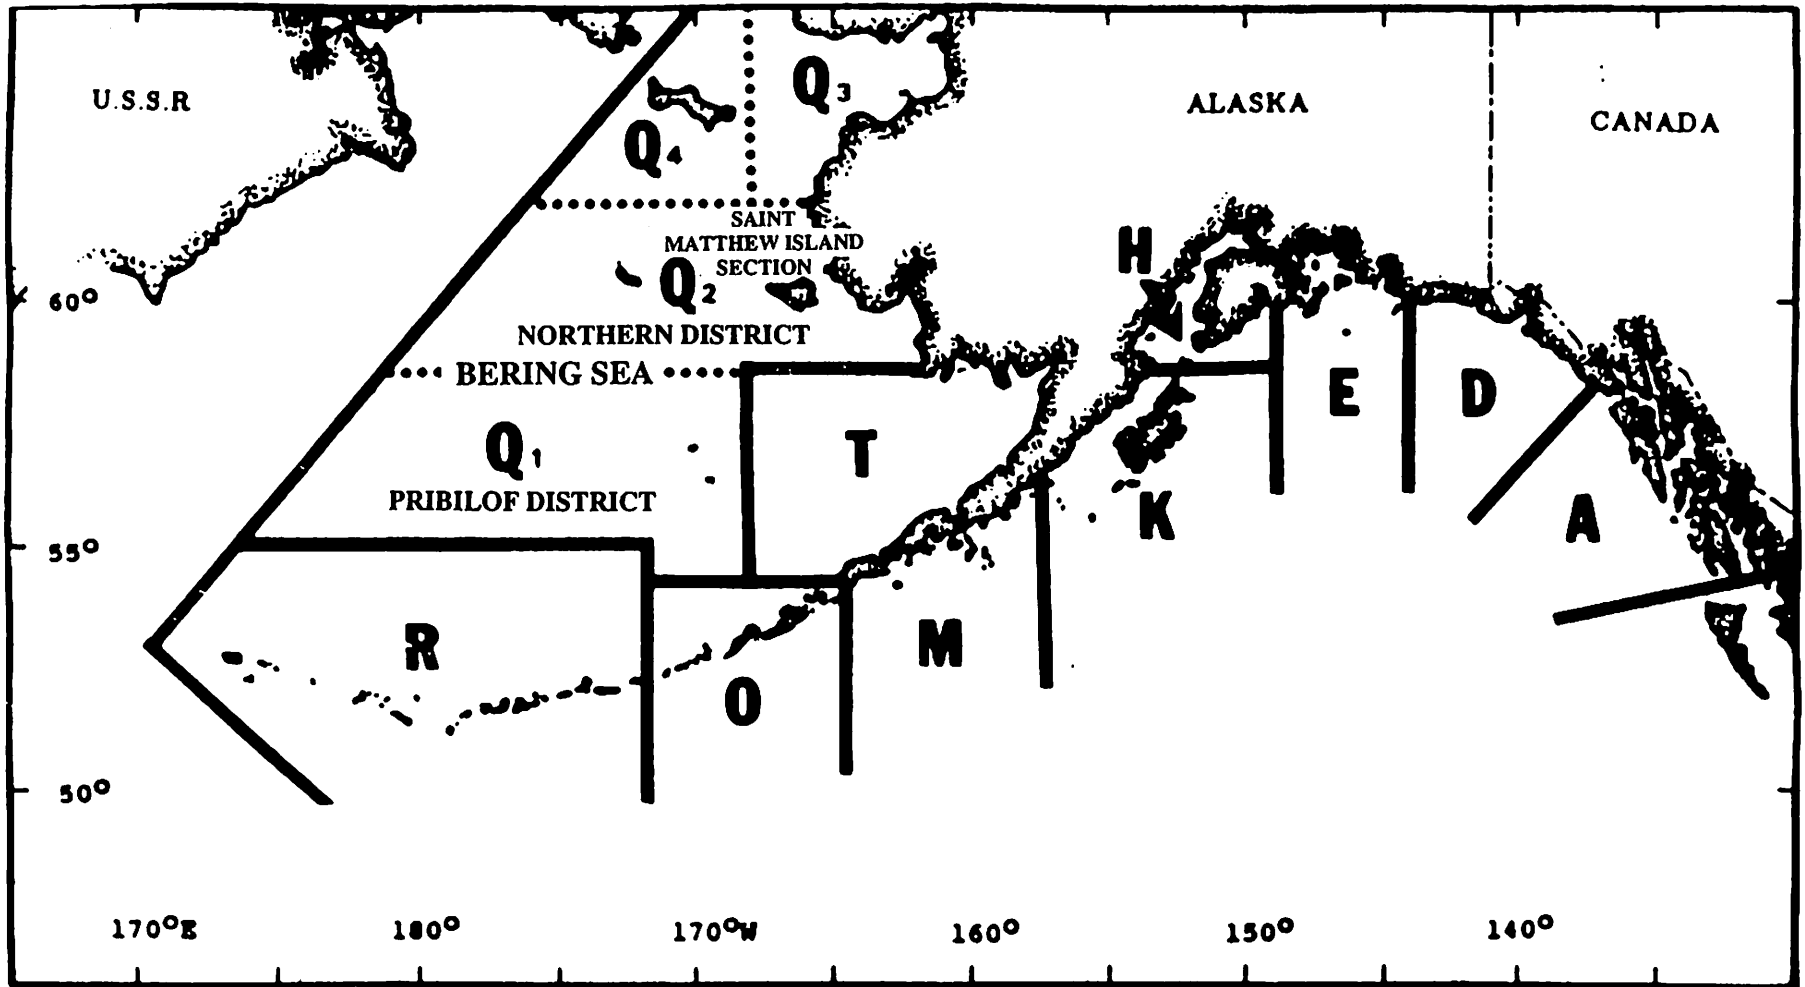 U.S.S.R
Q3
ALASKA
CANADA
Q4
SAINT
MATTHEW ISLAND
SECTION
H
Q2
60°
NORTHERN DISTRICT
BERING SEA
E
D
Q1
T
PRIBILOF DISTRICT
K
A
55°
R
M
O
50°
170°E
180°
170°W
160°
150°
140°